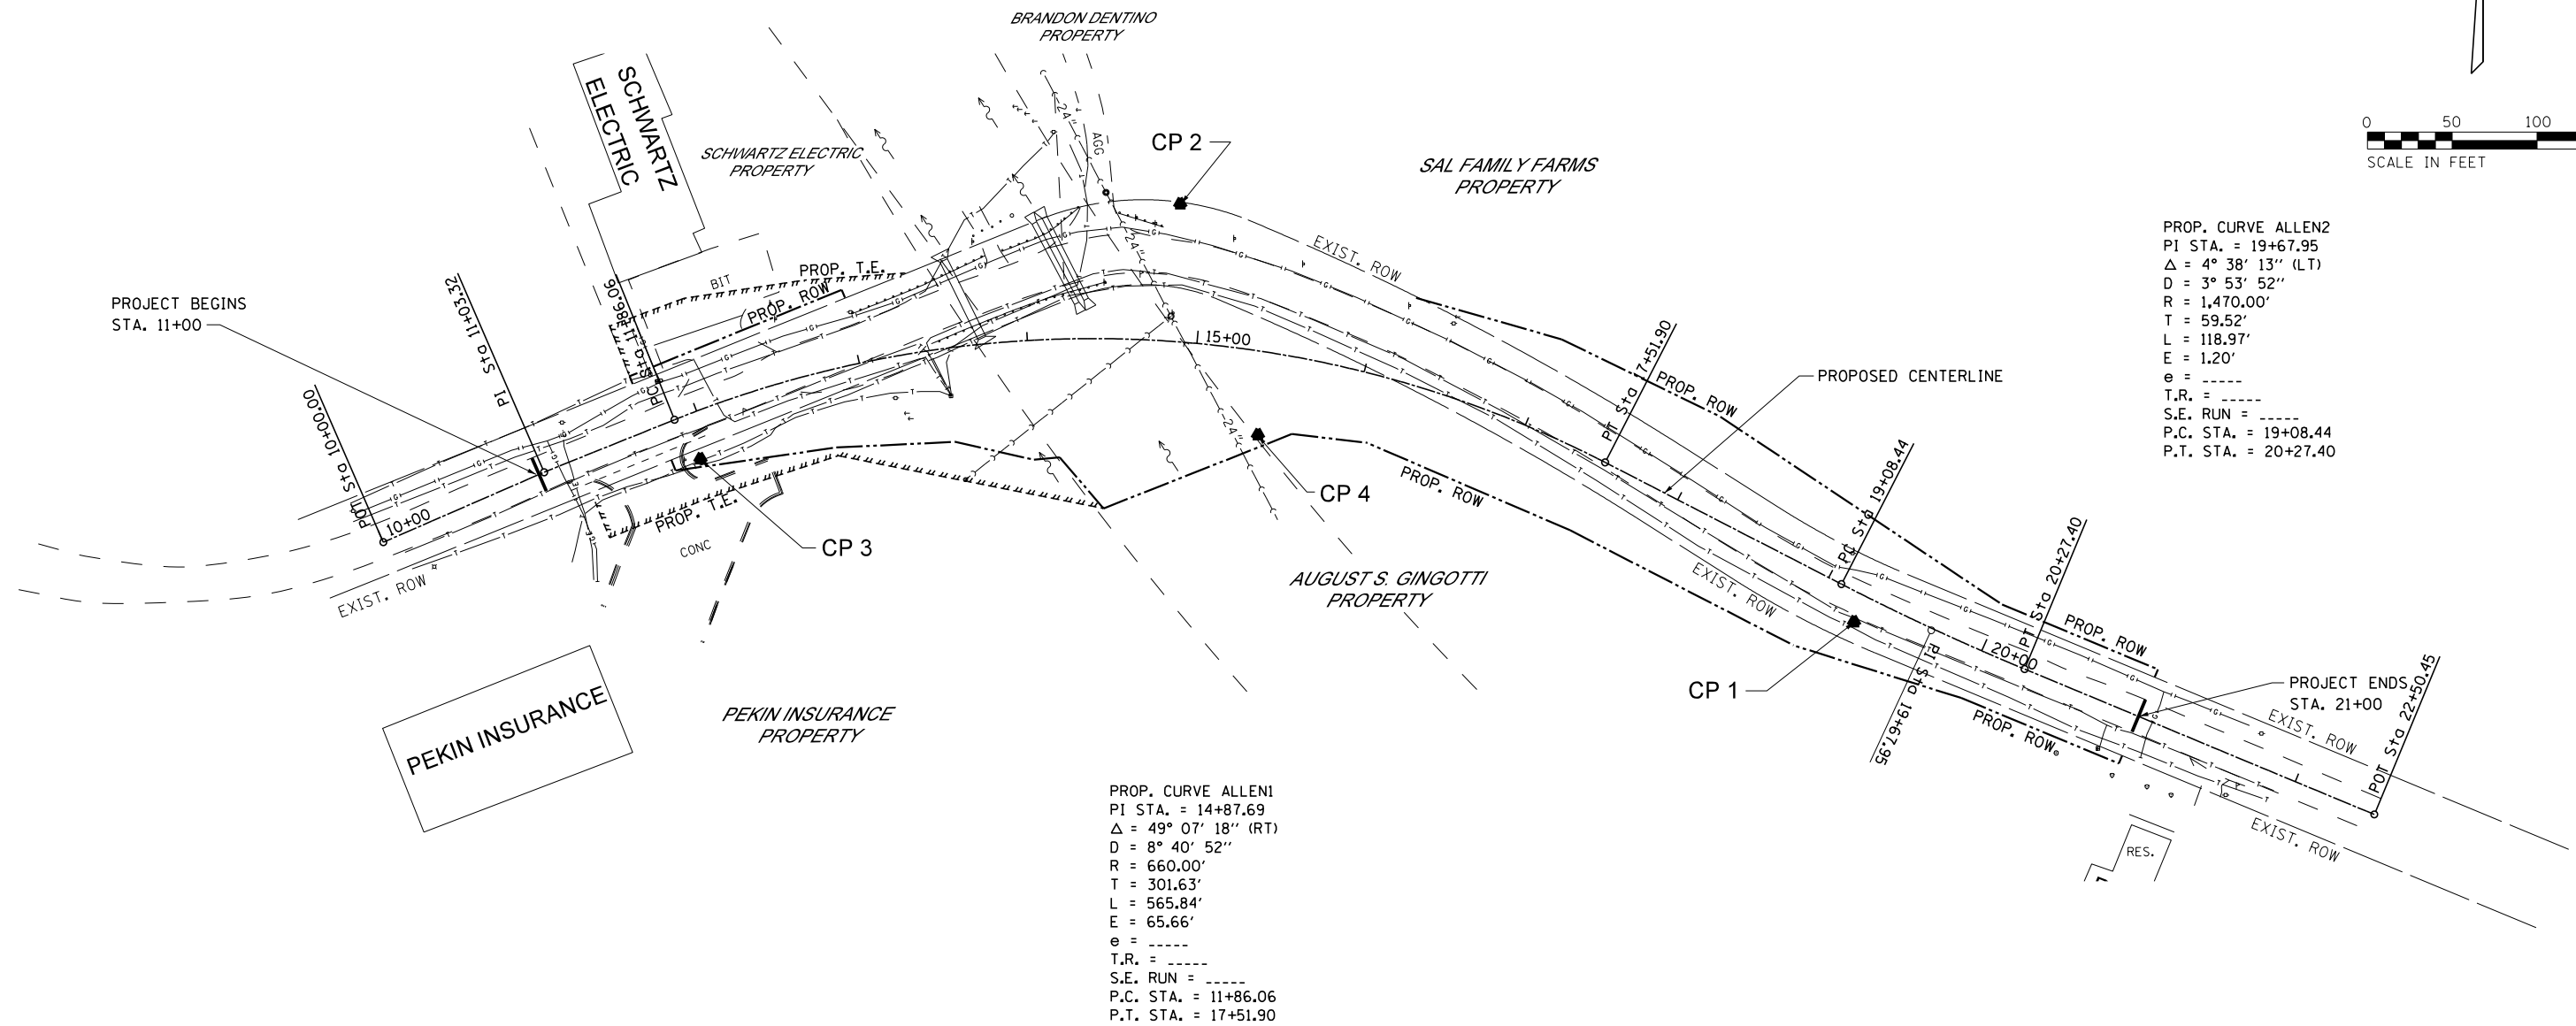 BRANDON DENTINO
PROPERTY
SCHWARTZ
ELECTRIC
SCHWARTZ ELECTRIC
PROPERTY
24"
AGG
CP 2
SAL FAMILY FARMS
PROPERTY
0 50 100
SCALE IN FEET
PROP. CURVE ALLEN2
PI STA. = 19+67.95
Δ = 4° 38' 13" (LT)
D = 3° 53' 52"
R = 1,470.00'
T = 59.52'
L = 118.97'
E = 1.20'
e = _____
T.R. = _____
S.E. RUN = _____
P.C. STA. = 19+08.44
P.T. STA. = 20+27.40
PROJECT BEGINS
STA. 11+00
POT Sta 10+00.00
PI Sta 11+03.32
PC Sta 11+86.06
BIT
PROP. T.E.
PROP. ROW
24"
EXIST. ROW
15+00
PT Sta 17+51.90
PROP. ROW
PROPOSED CENTERLINE
10+00
PROP. T.E.
CONC
CP 3
24"
CP 4
PROP. ROW
PC Sta 19+08.44
EXIST. ROW
EXIST. ROW
AUGUST S. GINGOTTI
PROPERTY
CP 1
PI Sta 19+67.95
20+00
PT Sta 20+27.40
PROP. ROW
PROP. ROW
PROJECT ENDS
STA. 21+00
EXIST. ROW
POT Sta 22+50.45
EXIST. ROW
RES.
PEKIN INSURANCE
PEKIN INSURANCE
PROPERTY
PROP. CURVE ALLEN1
PI STA. = 14+87.69
Δ = 49° 07' 18" (RT)
D = 8° 40' 52"
R = 660.00'
T = 301.63'
L = 565.84'
E = 65.66'
e = _____
T.R. = _____
S.E. RUN = _____
P.C. STA. = 11+86.06
P.T. STA. = 17+51.90